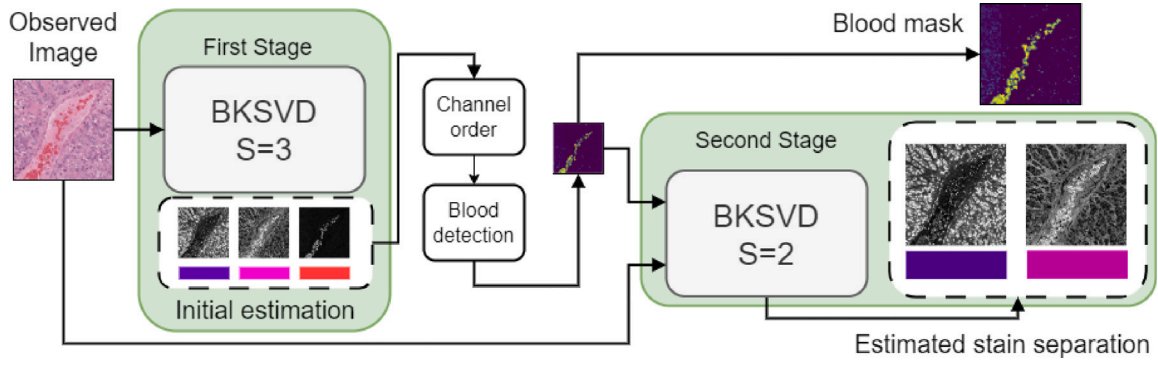 Observed
Image
First Stage
BKSVD
S=3
Initial estimation
Channel
order
Blood
detection
Blood mask
Second Stage
BKSVD
S=2
Estimated stain separation